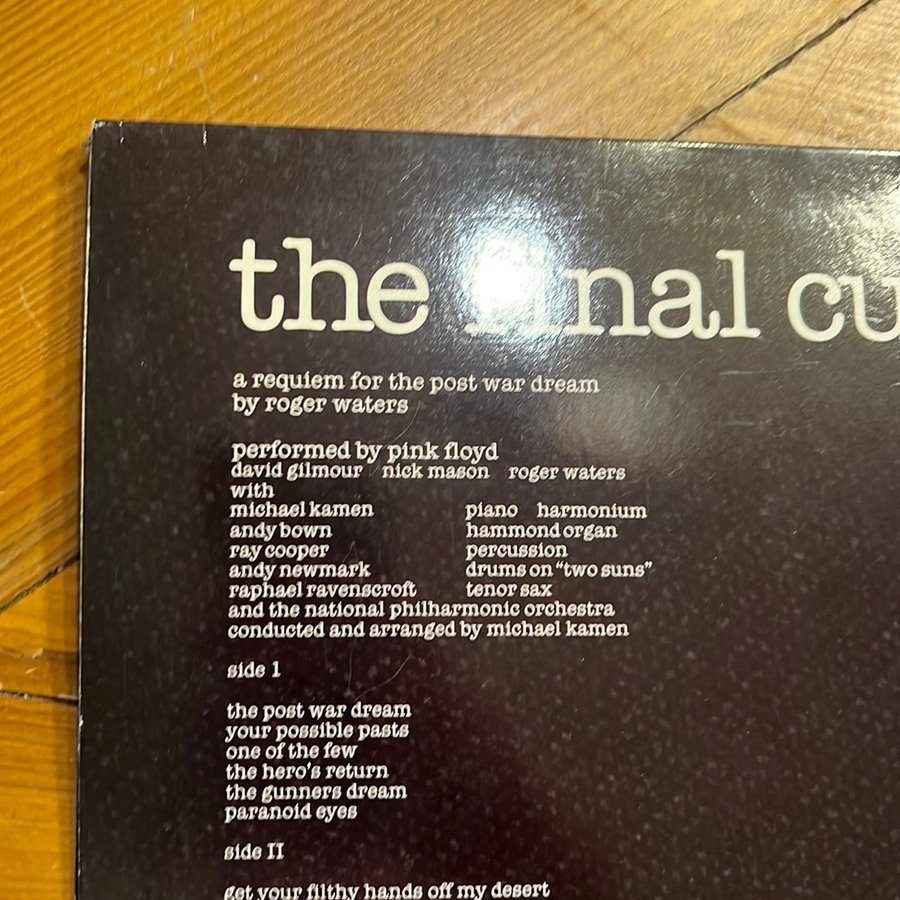 the final cu
a requiem for the post war dream
by roger waters
performed by pink floyd
david gilmour nick mason roger waters
with
michael kamen piano harmonium
andy bown hammond organ
ray cooper percussion
andy newmark drums on "two suns"
raphael ravenscroft tenor sax
and the national philharmonic orchestra
conducted and arranged by michael kamen
side 1
the post war dream
your possible pasts
one of the few
the hero's return
the gunners dream
paranoid eyes
side II
get your filthy hands off my desert